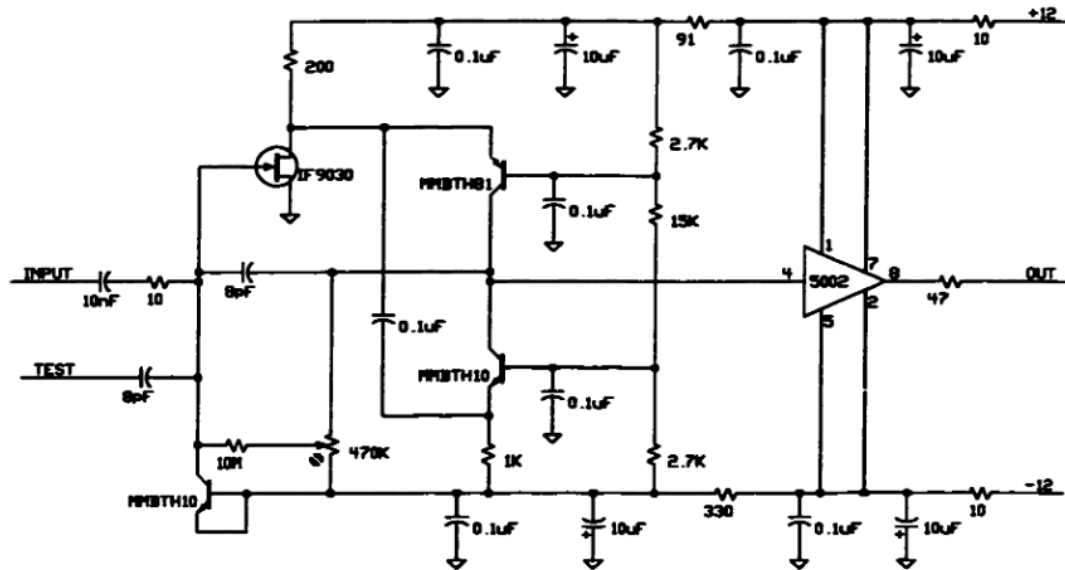 +12
91
10
0.1uF
10uF
0.1uF
10uF
200
2.7K
IF9030
MMBTH81
0.1uF
15K
1
7
INPUT
4
5002
8
OUT
10nF
10
8pF
5
2
47
0.1uF
TEST
MMBTH10
8pF
0.1uF
10M
470K
1K
2.7K
MMBTH10
-12
0.1uF
10uF
330
0.1uF
10uF
10